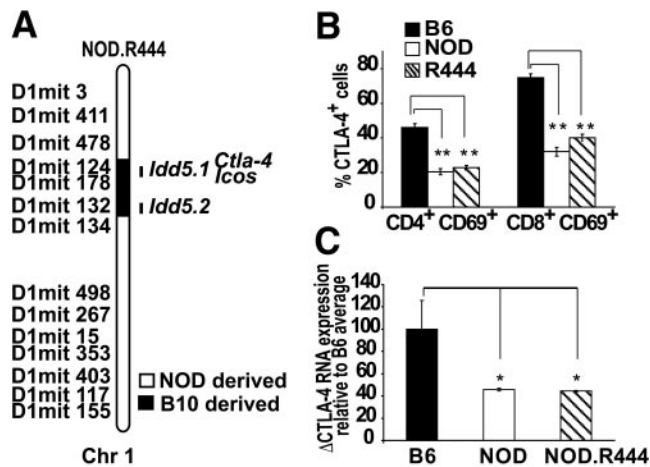 A
NOD.R444
D1mit 3
D1mit 411
D1mit 478
D1mit 124
D1mit 178
D1mit 132
D1mit 134
D1mit 498
D1mit 267
D1mit 15
D1mit 353
D1mit 403
D1mit 117
D1mit 155
Idd5.1 Ctla-4
Icos
Idd5.2
NOD derived
B10 derived
Chr 1
B
B6
NOD
R444
% CTLA-4+ cells
80
60
40
20
0
** ** ** **
CD4+ CD69+ CD8+ CD69+
C
ΔCTLA-4 RNA expression
relative to B6 average
140
120
100
80
60
40
20
0
* *
B6 NOD NOD.R444